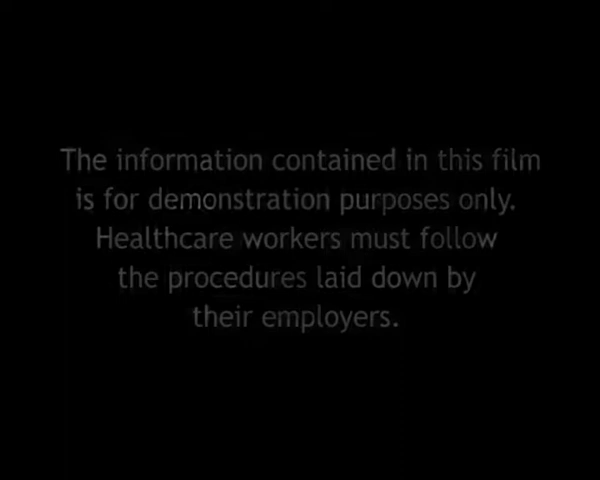 The information contained in this film
is for demonstration purposes only.
Healthcare workers must follow
the procedures laid down by
their employers.